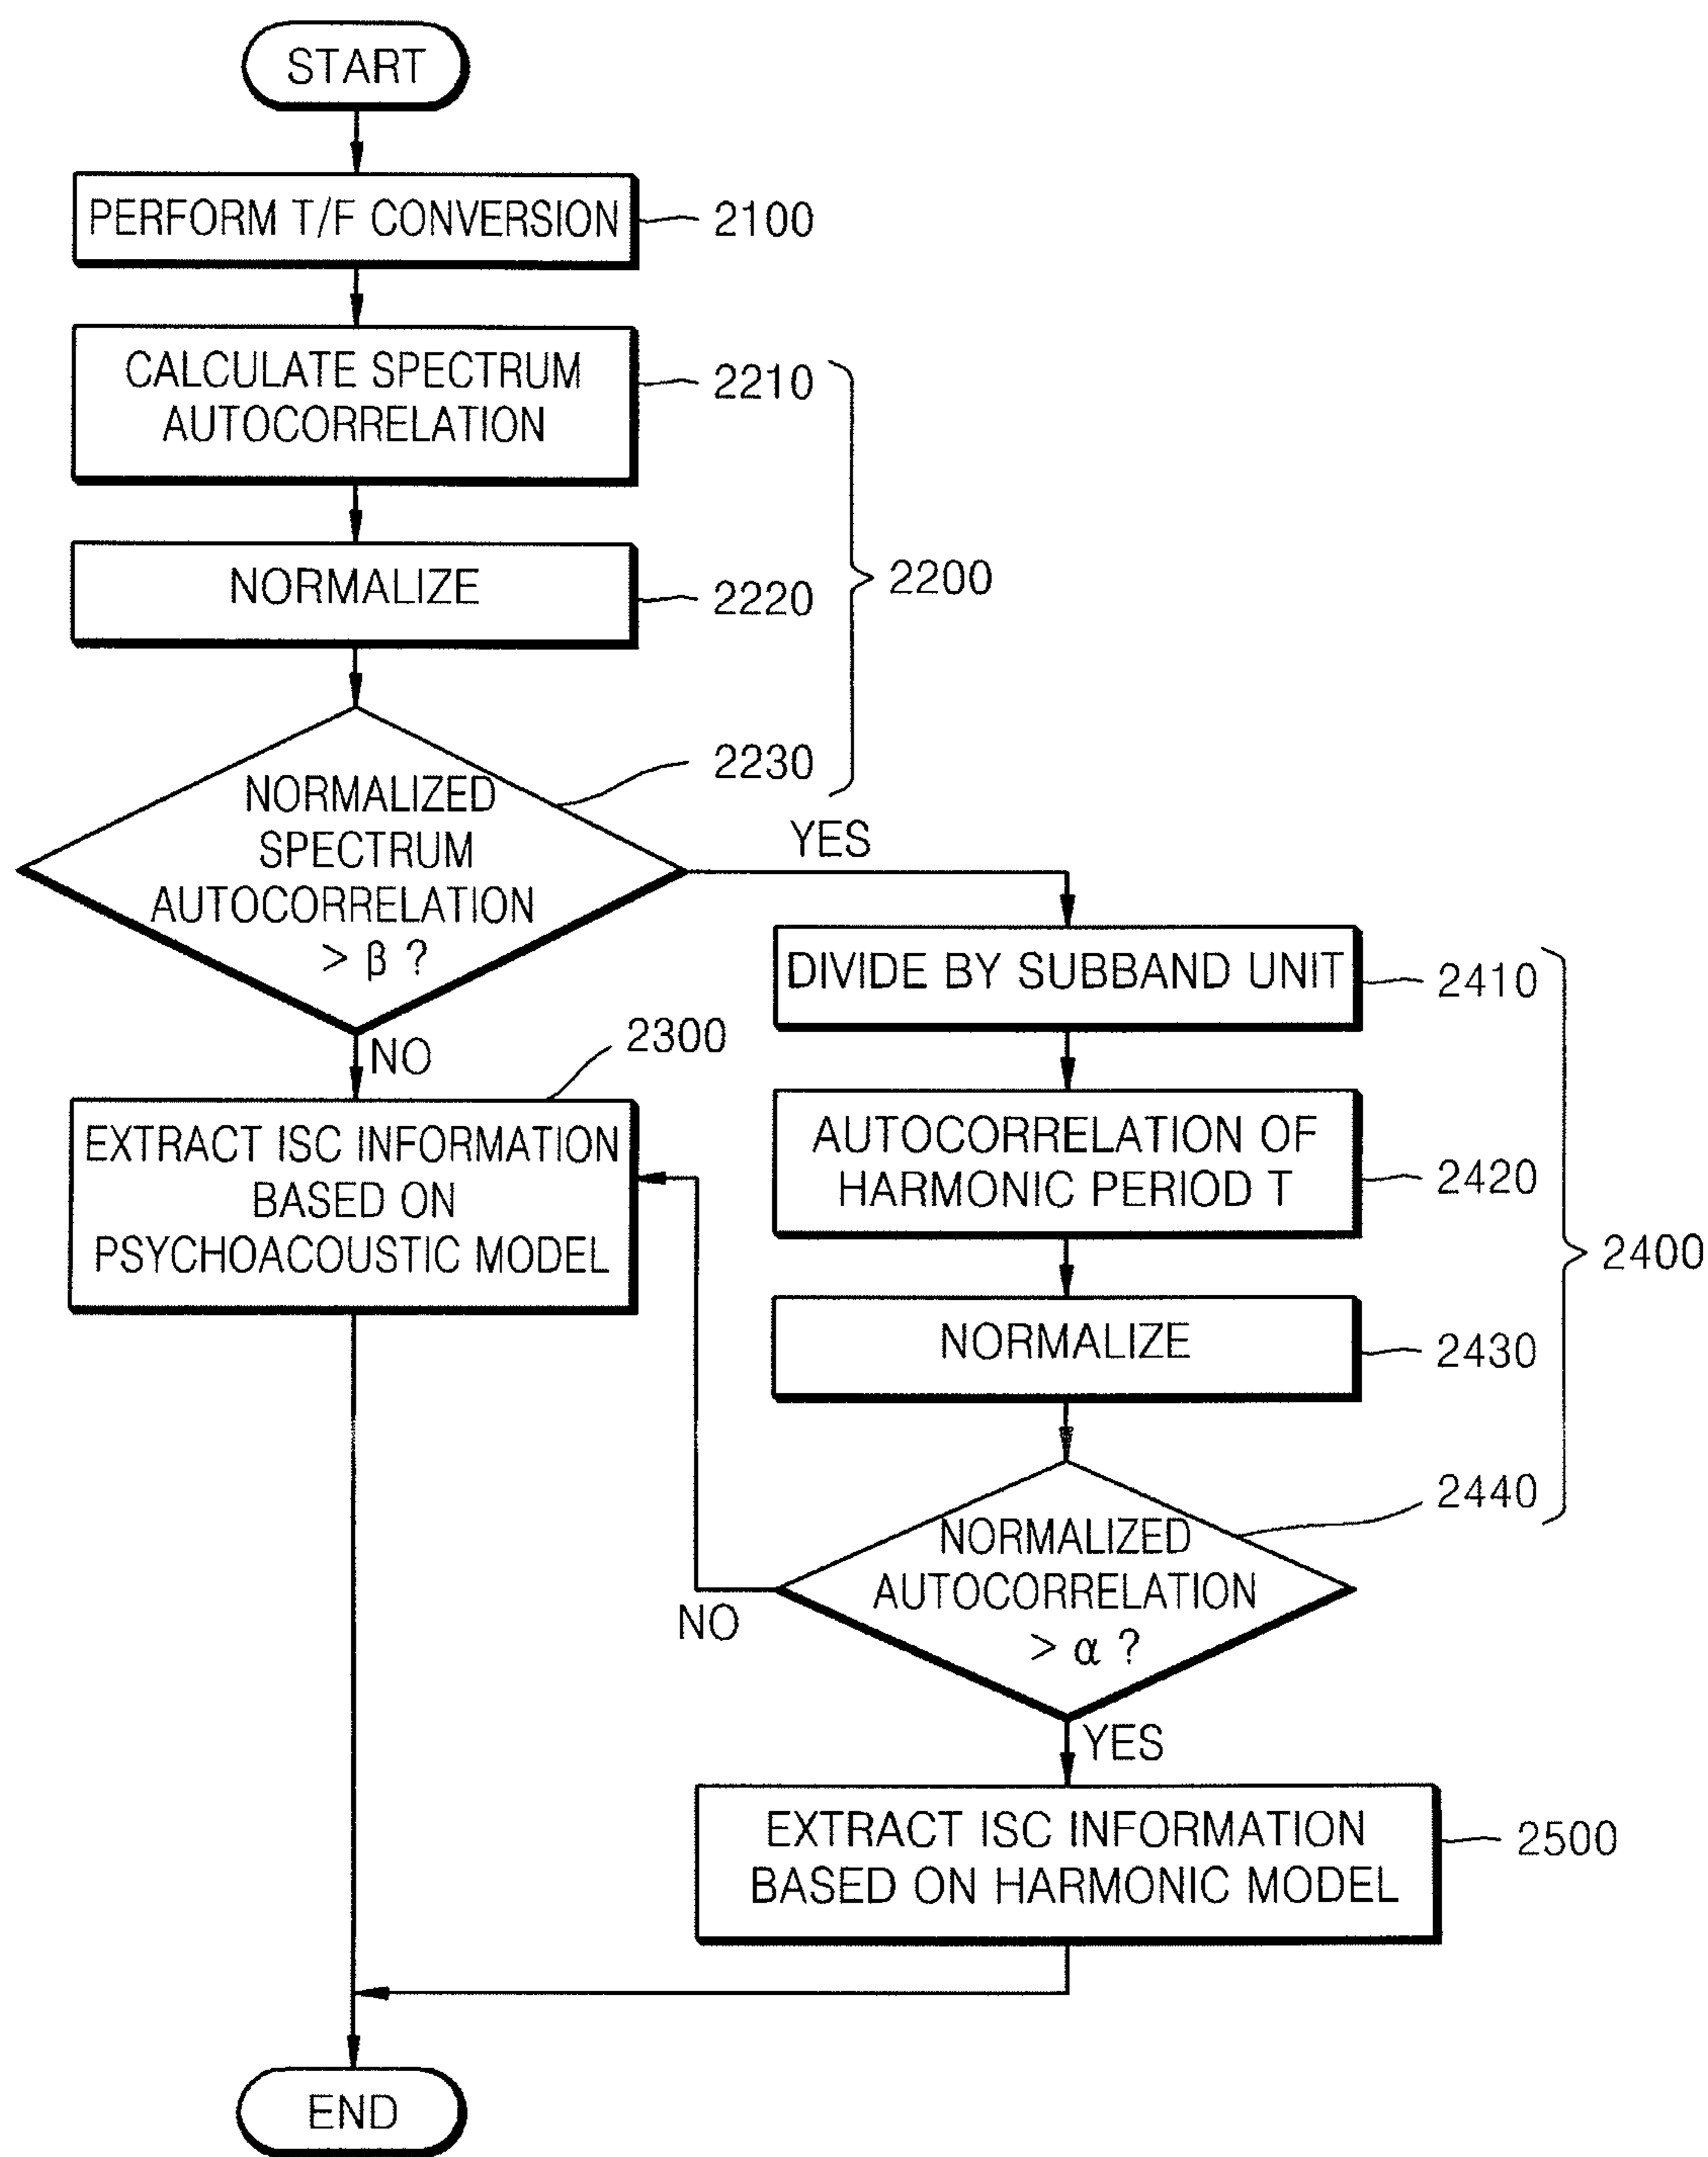 START
PERFORM T/F CONVERSION
2100
CALCULATE SPECTRUM
AUTOCORRELATION
2210
NORMALIZE
2220
2200
NORMALIZED
SPECTRUM
AUTOCORRELATION
> β ?
2230
YES
NO
DIVIDE BY SUBBAND UNIT
2410
2300
EXTRACT ISC INFORMATION
BASED ON
PSYCHOACOUSTIC MODEL
AUTOCORRELATION OF
HARMONIC PERIOD T
2420
2400
NORMALIZE
2430
NORMALIZED
AUTOCORRELATION
> α ?
2440
NO
YES
EXTRACT ISC INFORMATION
BASED ON HARMONIC MODEL
2500
END